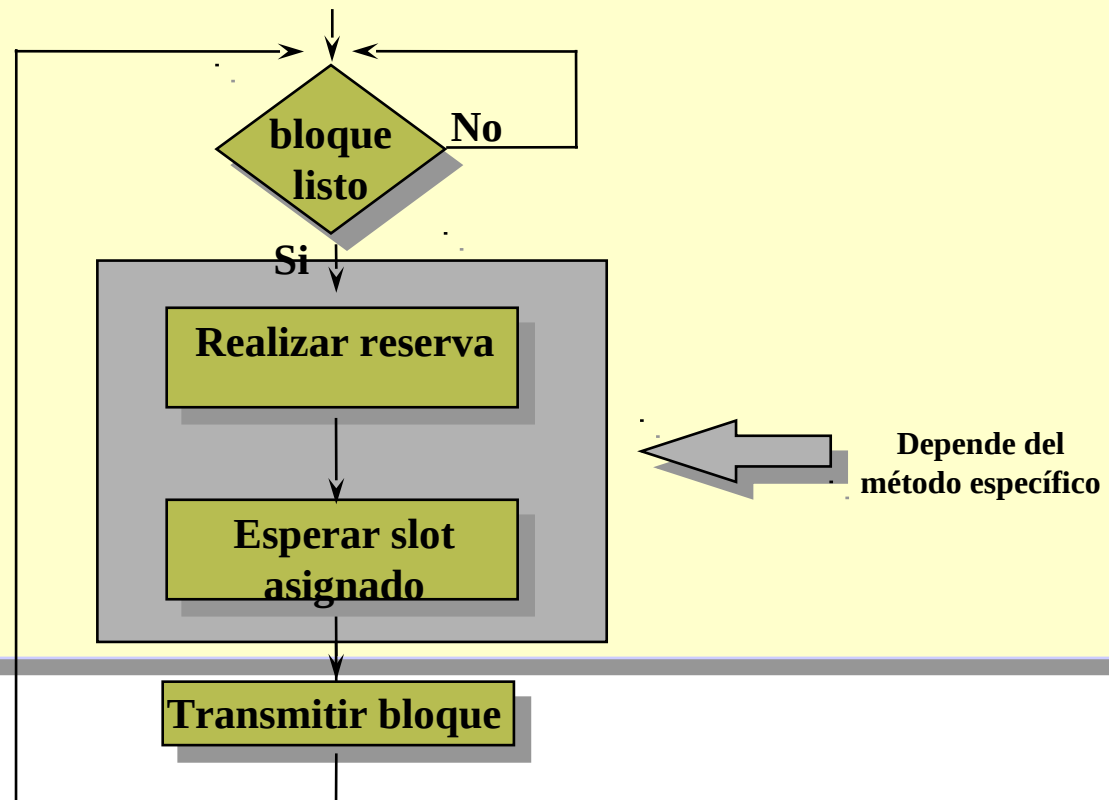 No
bloque
listo
Si
Realizar reserva
Depende del
método específico
Esperar slot
asignado
Transmitir bloque